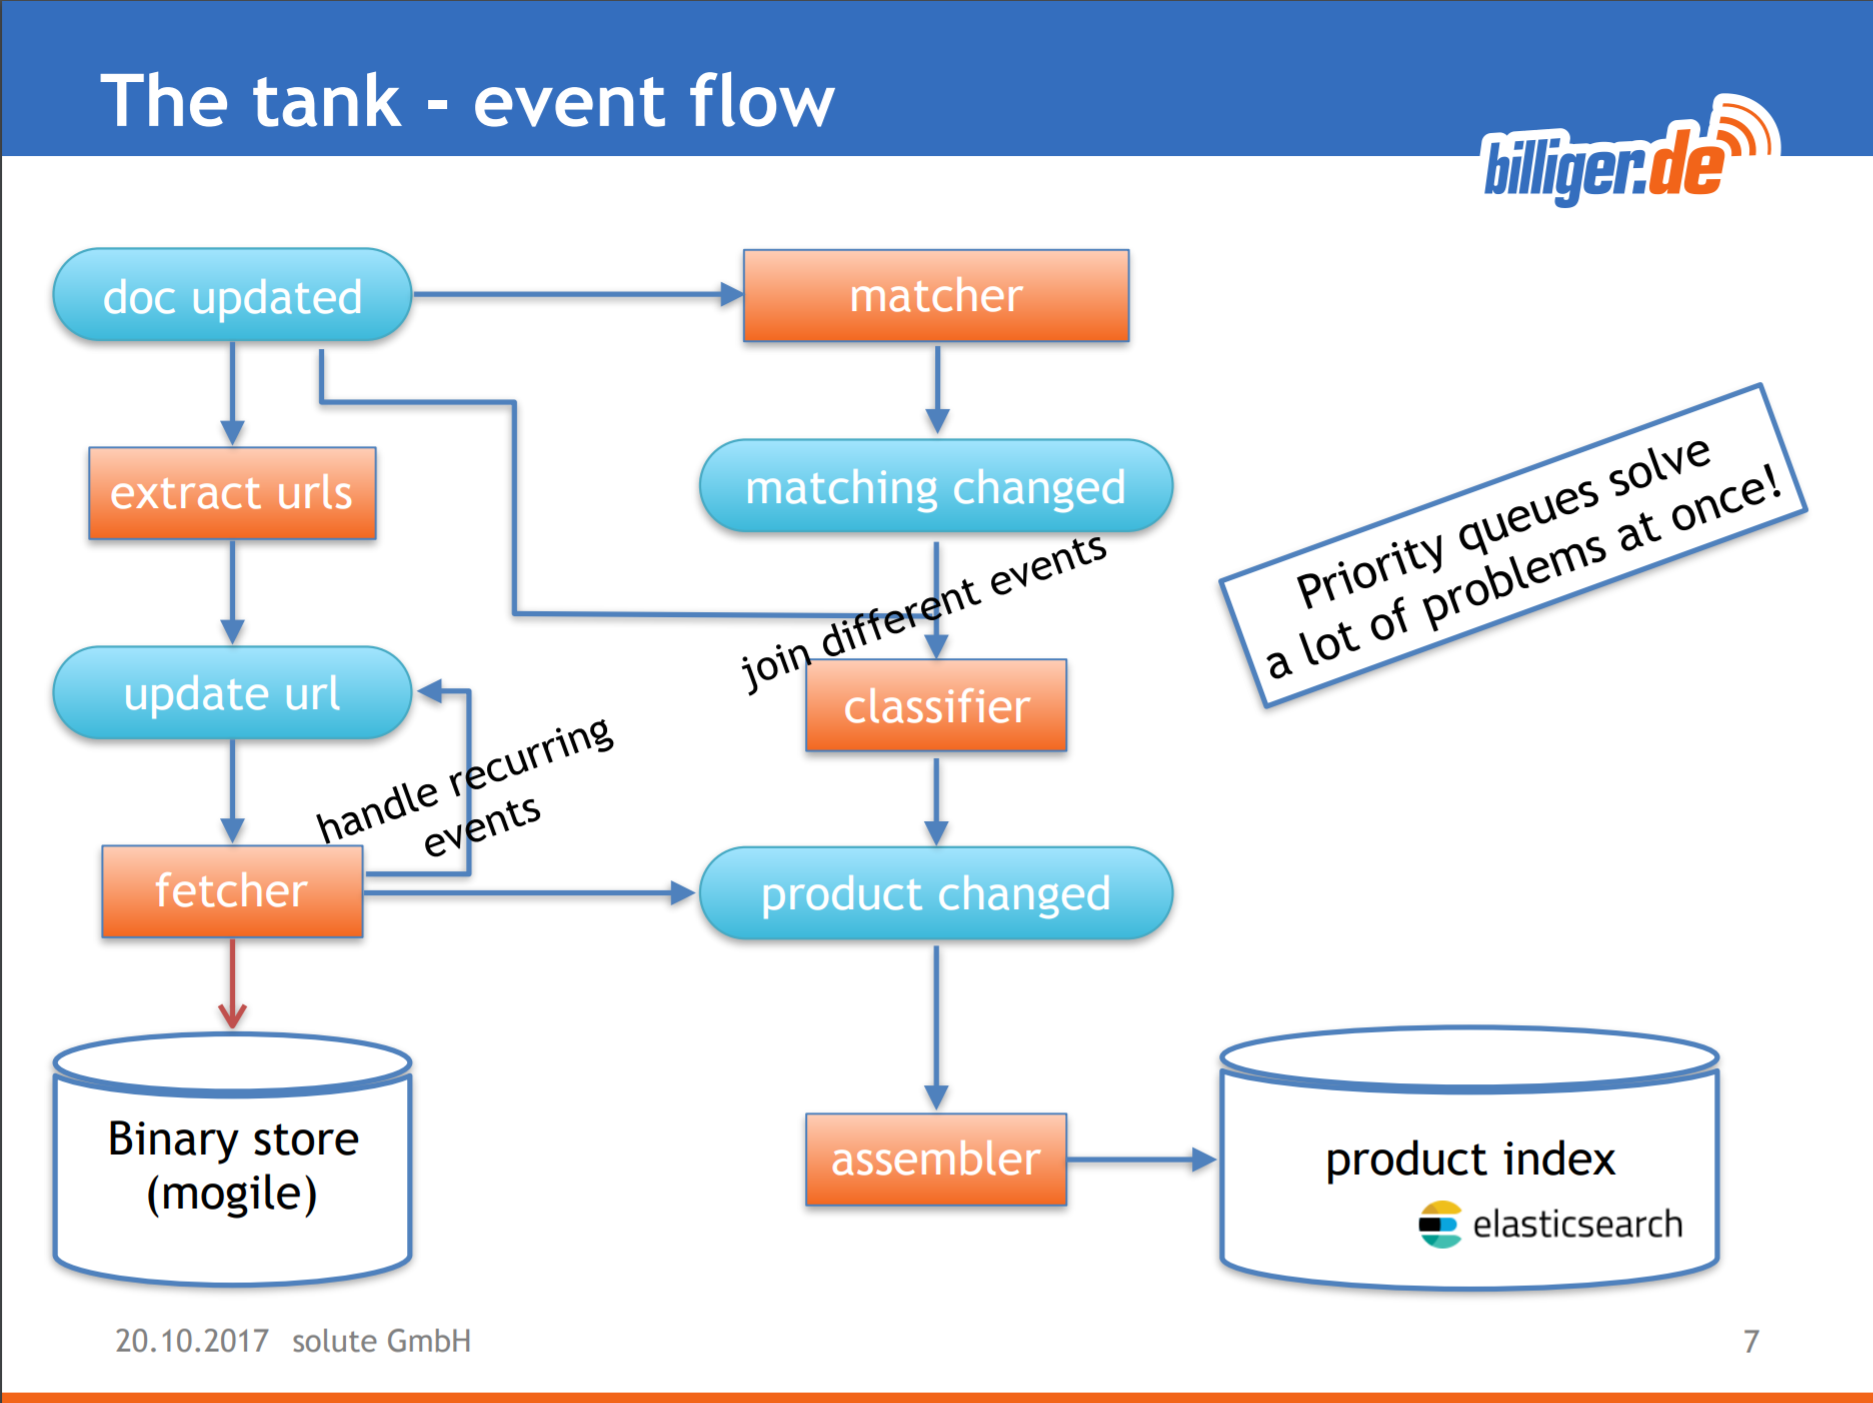 The tank - event flow
billiger.de
doc updated
matcher
extract urls
matching changed
Priority queues solve
a lot of problems at once!
join different events
update url
classifier
handle recurring
events
fetcher
product changed
Binary store
(mogile)
assembler
product index
elasticsearch
20.10.2017 solute GmbH
7